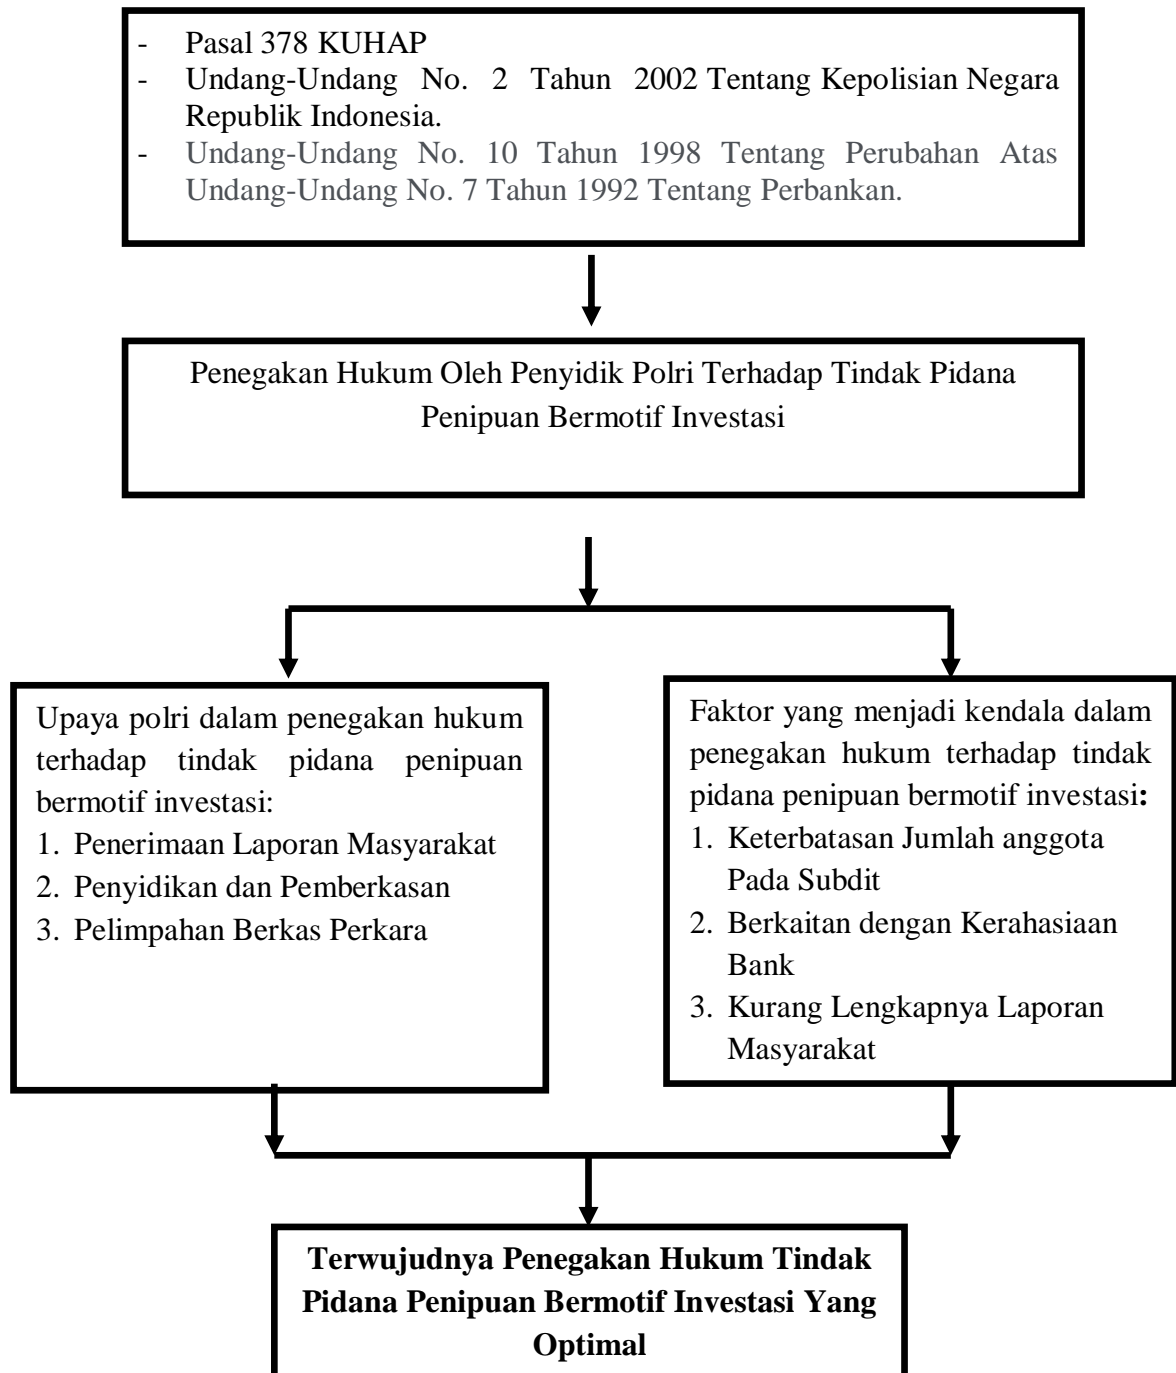 - Pasal 378 KUHAP
- Undang-Undang No. 2 Tahun 2002 Tentang Kepolisian Negara
Republik Indonesia.
- Undang-Undang No. 10 Tahun 1998 Tentang Perubahan Atas
Undang-Undang No. 7 Tahun 1992 Tentang Perbankan.
Penegakan Hukum Oleh Penyidik Polri Terhadap Tindak Pidana
Penipuan Bermotif Investasi
Upaya polri dalam penegakan hukum
terhadap tindak pidana penipuan
bermotif investasi:
1. Penerimaan Laporan Masyarakat
2. Penyidikan dan Pemberkasan
3. Pelimpahan Berkas Perkara
Faktor yang menjadi kendala dalam
penegakan hukum terhadap tindak
pidana penipuan bermotif investasi:
1. Keterbatasan Jumlah anggota
Pada Subdit
2. Berkaitan dengan Kerahasiaan
Bank
3. Kurang Lengkapnya Laporan
Masyarakat
Terwujudnya Penegakan Hukum Tindak
Pidana Penipuan Bermotif Investasi Yang
Optimal